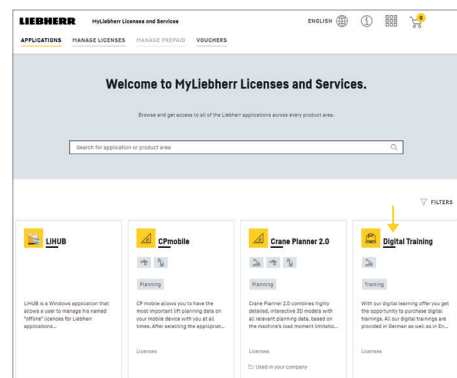 LIEBHERR MyLiebherr Licenses and Services ENGLISH
APPLICATIONS MANAGE LICENSES MANAGE PREPAID VOUCHERS
Welcome to MyLiebherr Licenses and Services.
Browse and get access to all of the Liebherr applications across every product area.
Search for application or product area
FILTERS
LiHUB
LiHUB is a Windows application that
allows a user to manage his named
"offline" licences for Liebherr
applications...
CPmobile
Planning
CP mobile allows you to have the
most important lift planning data on
your mobile device with you at all
times. After selecting the appropriat...
Licenses
Crane Planner 2.0
Planning
Crane Planner 2.0 combines highly
detailed, interactive 3D models with
all relevant planning data, based on
the machine's load moment limitatio...
Licenses
Used in your company
Digital Training
Training
With our digital learning offer you get
the opportunity to purchase digital
trainings. All our digital trainings are
provided in German as well as in En...
Licenses